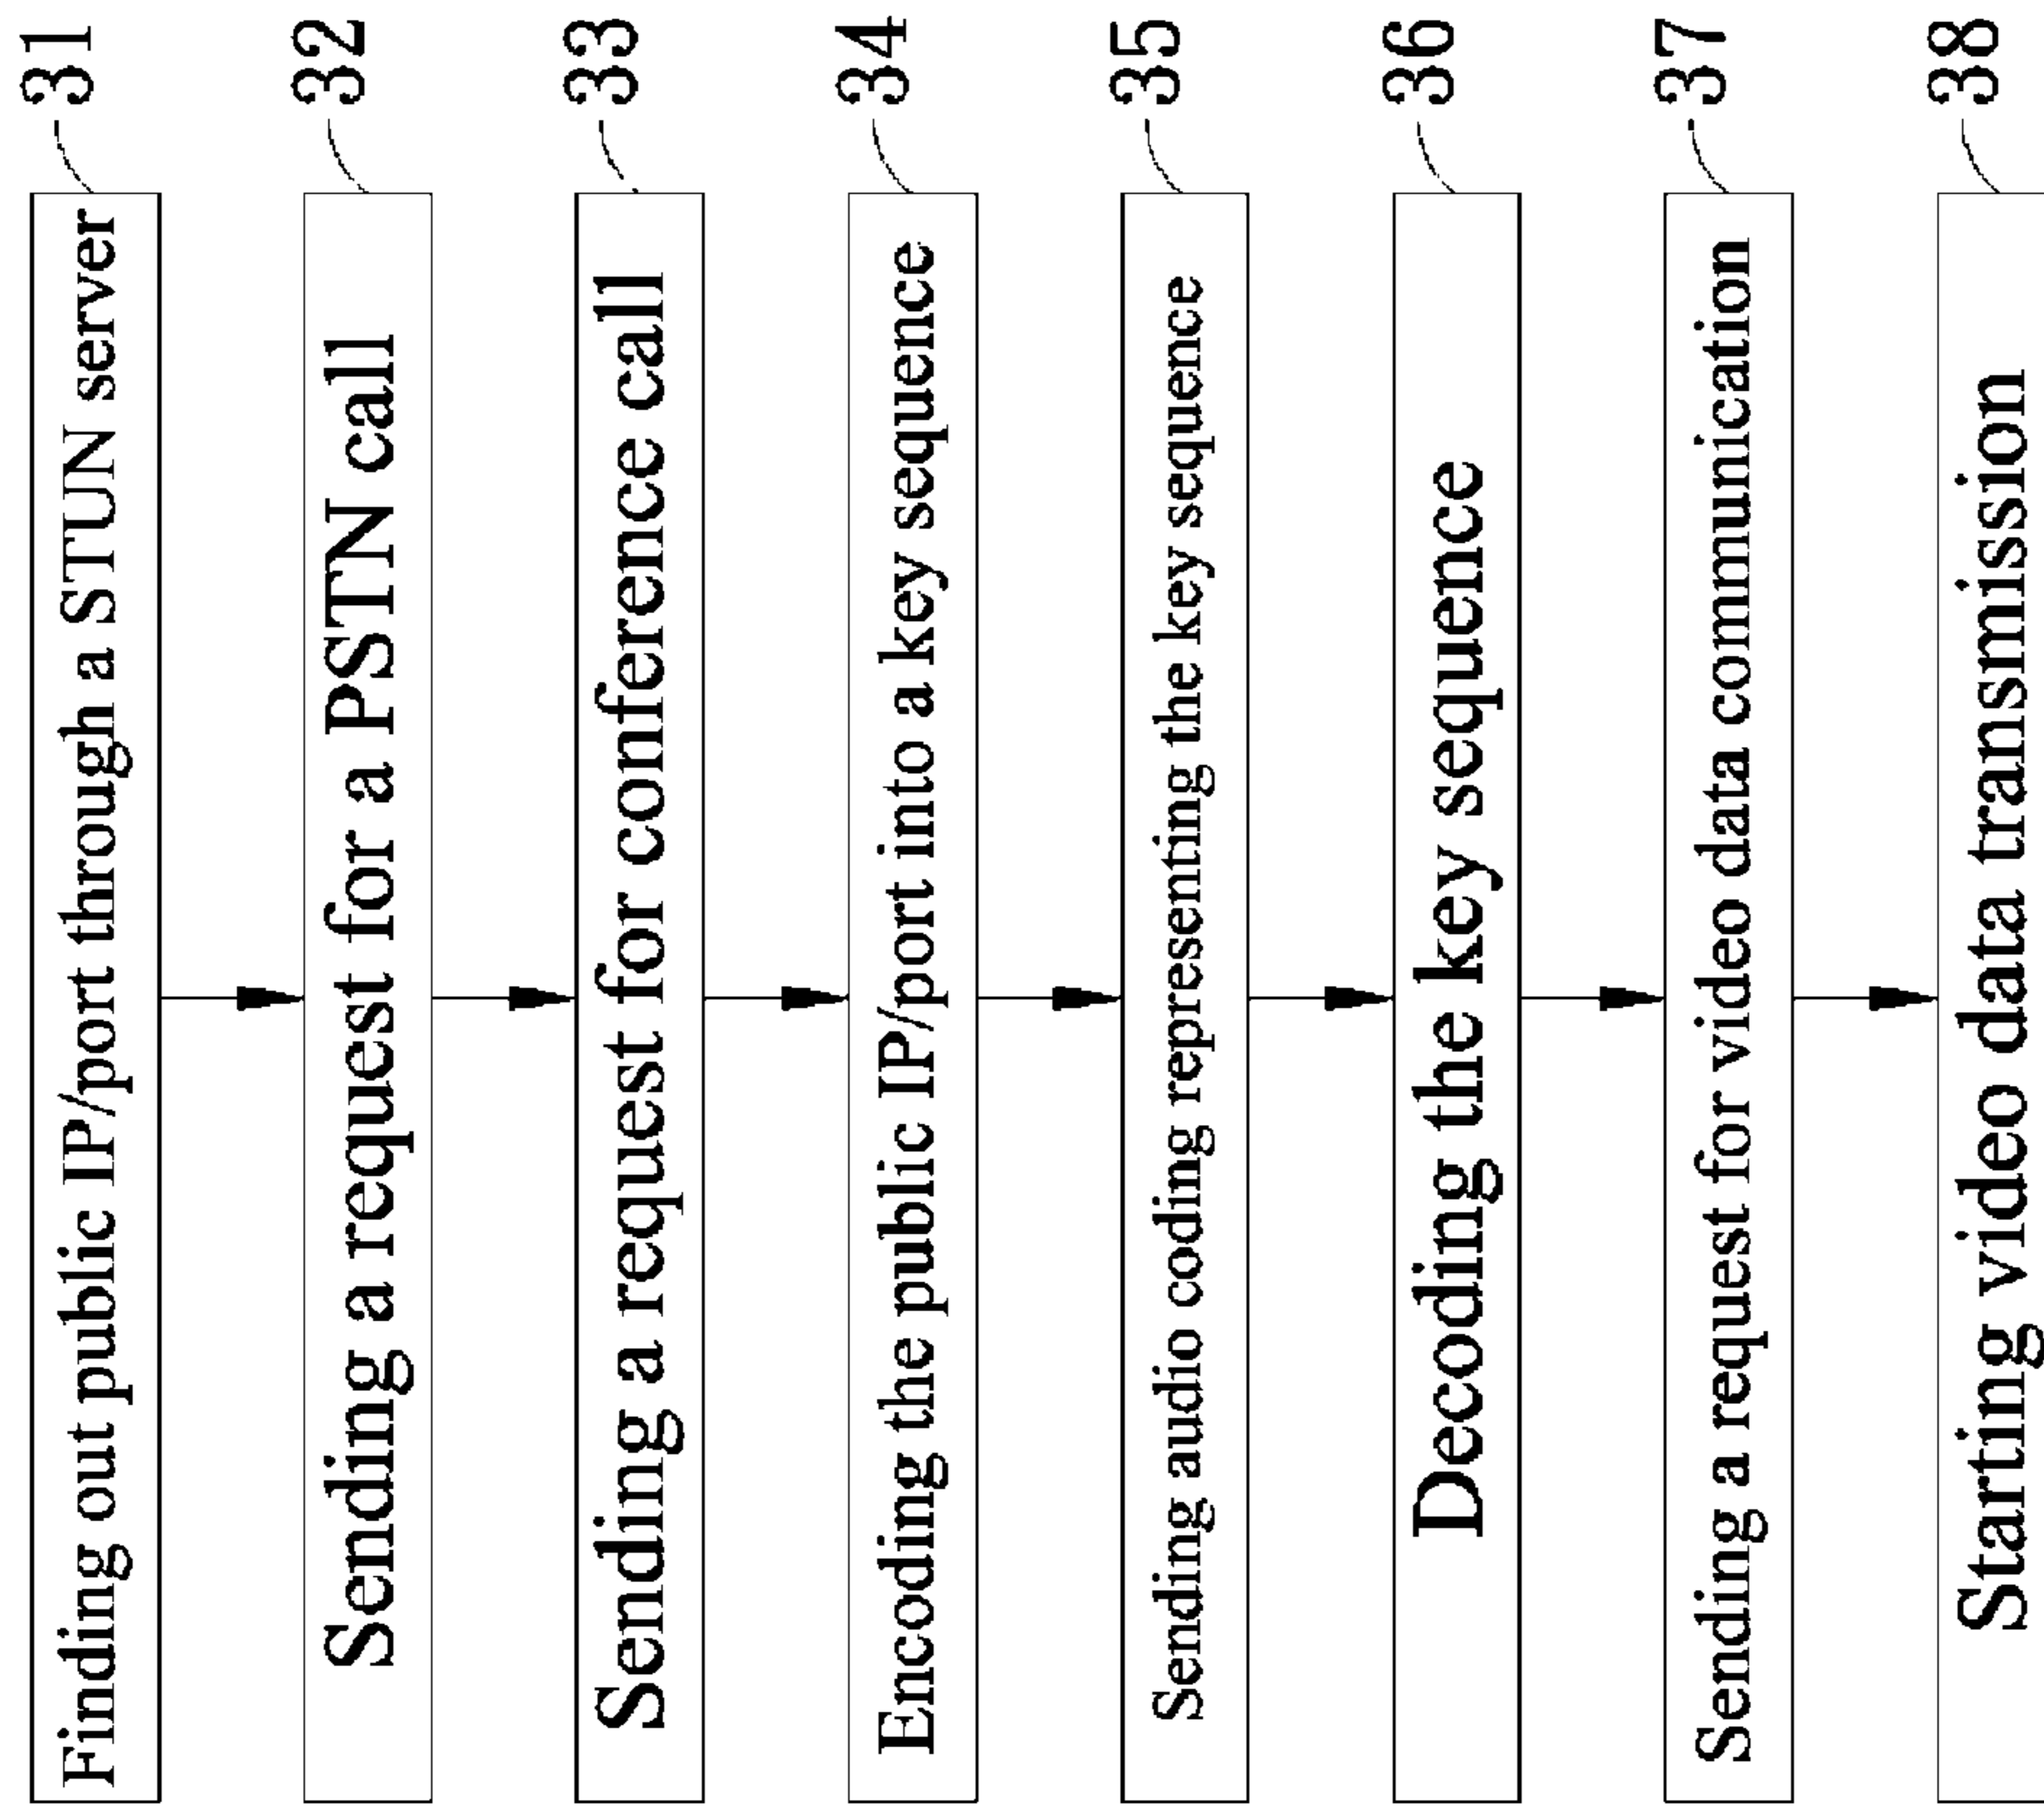 Finding out public IP/port through a STUN server 31
Sending a request for a PSTN call 32
Sending a request for conference call 33
Encoding the public IP/port into a key sequence 34
Sending audio coding representing the key sequence 35
Decoding the key sequence 36
Sending a request for video data communication 37
Starting video data transmission 38